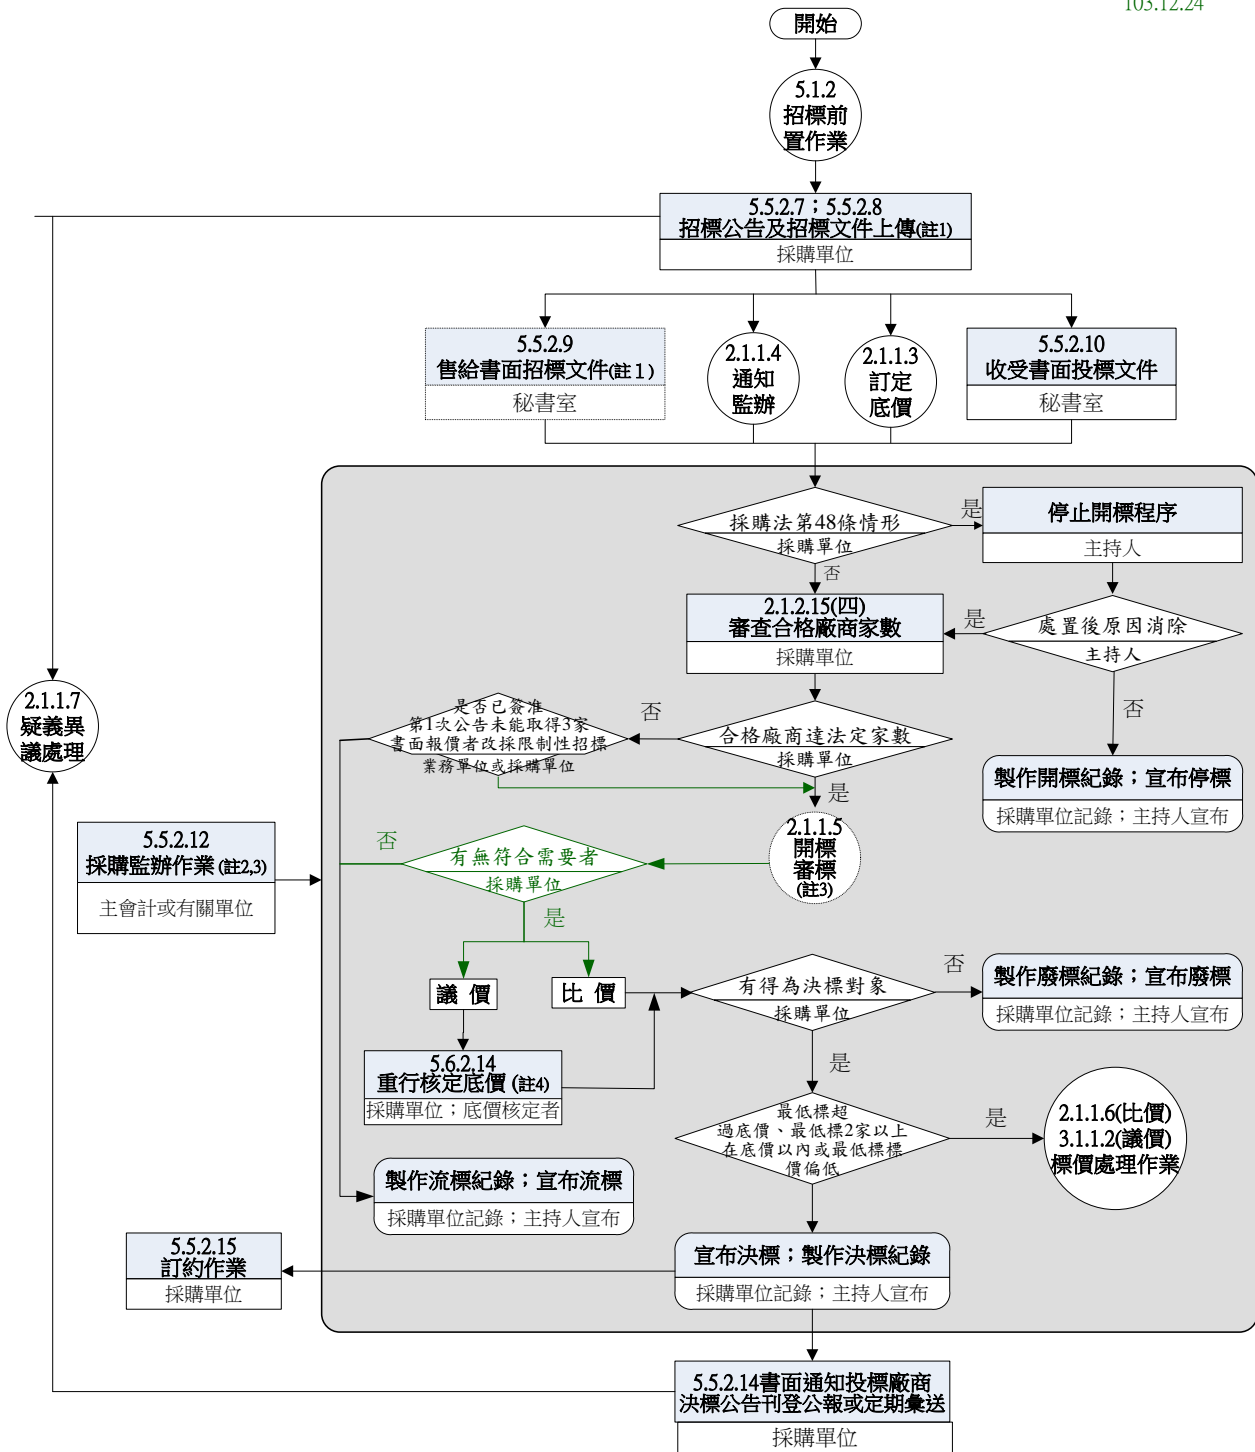 103.12.24
開始
5.1.2
招標前
置作業
5.5.2.7；5.5.2.8
招標公告及招標文件上傳(註1)
採購單位
5.5.2.9
售給書面招標文件(註１)
秘書室
2.1.1.4
通知
監辦
2.1.1.3
訂定
底價
5.5.2.10
收受書面投標文件
秘書室
採購法第48條情形
採購單位
是
否
停止開標程序
主持人
2.1.2.15(四)
審查合格廠商家數
採購單位
是
處置後原因消除
主持人
否
2.1.1.7
疑義異
議處理
是否已簽准
第1次公告未能取得3家
書面報價者改採限制性招標
業務單位或採購單位
否
合格廠商達法定家數
採購單位
是
製作開標紀錄；宣布停標
採購單位記錄；主持人宣布
5.5.2.12
採購監辦作業(註2,3)
主會計或有關單位
否
有無符合需要者
採購單位
是
2.1.1.5
開標
審標
(註3)
議 價
比 價
有得為決標對象
採購單位
否
是
製作廢標紀錄；宣布廢標
採購單位記錄；主持人宣布
5.6.2.14
重行核定底價(註4)
採購單位；底價核定者
最低標超
過底價、最低標2家以上
在底價以內或最低標標
價偏低
是
2.1.1.6(比價)
3.1.1.2(議價)
標價處理作業
製作流標紀錄；宣布流標
採購單位記錄；主持人宣布
5.5.2.15
訂約作業
採購單位
宣布決標；製作決標紀錄
採購單位記錄；主持人宣布
5.5.2.14書面通知投標廠商
決標公告刊登公報或定期彙送
採購單位